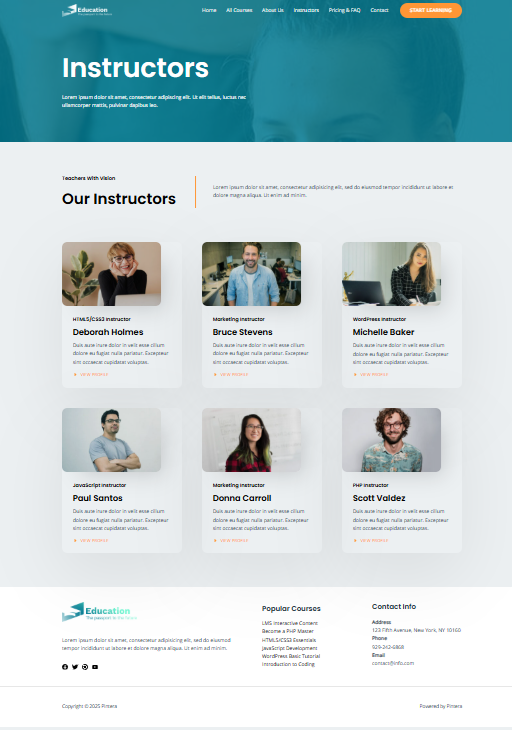 Education
The passport to the future
Home All Courses About Us Instructors Pricing & FAQ Contact START LEARNING
Instructors
Lorem ipsum dolor sit amet, consectetur adipiscing elit. Ut elit tellus, luctus nec
ullamcorper mattis, pulvinar dapibus leo.
Teachers With Vision
Our Instructors
Lorem ipsum dolor sit amet, consectetur adipisicing elit, sed do eiusmod tempor incididunt ut labore et
dolore magna aliqua. Ut enim ad minim.
HTML5/CSS3 Instructor
Deborah Holmes
Duis aute irure dolor in velit esse cillum
dolore eu fugiat nulla pariatur. Excepteur
sint occaecat cupidatat voluptas.
VIEW PROFILE
Marketing Instructor
Bruce Stevens
Duis aute irure dolor in velit esse cillum
dolore eu fugiat nulla pariatur. Excepteur
sint occaecat cupidatat voluptas.
VIEW PROFILE
WordPress Instructor
Michelle Baker
Duis aute irure dolor in velit esse cillum
dolore eu fugiat nulla pariatur. Excepteur
sint occaecat cupidatat voluptas.
VIEW PROFILE
JavaScript Instructor
Paul Santos
Duis aute irure dolor in velit esse cillum
dolore eu fugiat nulla pariatur. Excepteur
sint occaecat cupidatat voluptas.
VIEW PROFILE
Marketing Instructor
Donna Carroll
Duis aute irure dolor in velit esse cillum
dolore eu fugiat nulla pariatur. Excepteur
sint occaecat cupidatat voluptas.
VIEW PROFILE
PHP Instructor
Scott Valdez
Duis aute irure dolor in velit esse cillum
dolore eu fugiat nulla pariatur. Excepteur
sint occaecat cupidatat voluptas.
VIEW PROFILE
Education
The passport to the future
Lorem ipsum dolor sit amet, consectetur adipisicing elit, sed do eiusmod
tempor incididunt ut labore et dolore magna aliqua. Ut enim ad minim.
Popular Courses
LMS Interactive Content
Become a PHP Master
HTML5/CSS3 Essentials
JavaScript Development
WordPress Basic Tutorial
Introduction to Coding
Contact Info
Address
123 Fifth Avenue, New York, NY 10160
Phone
929-242-6868
Email
contact@info.com
Copyright © 2025 Pintera
Powered by Pintera